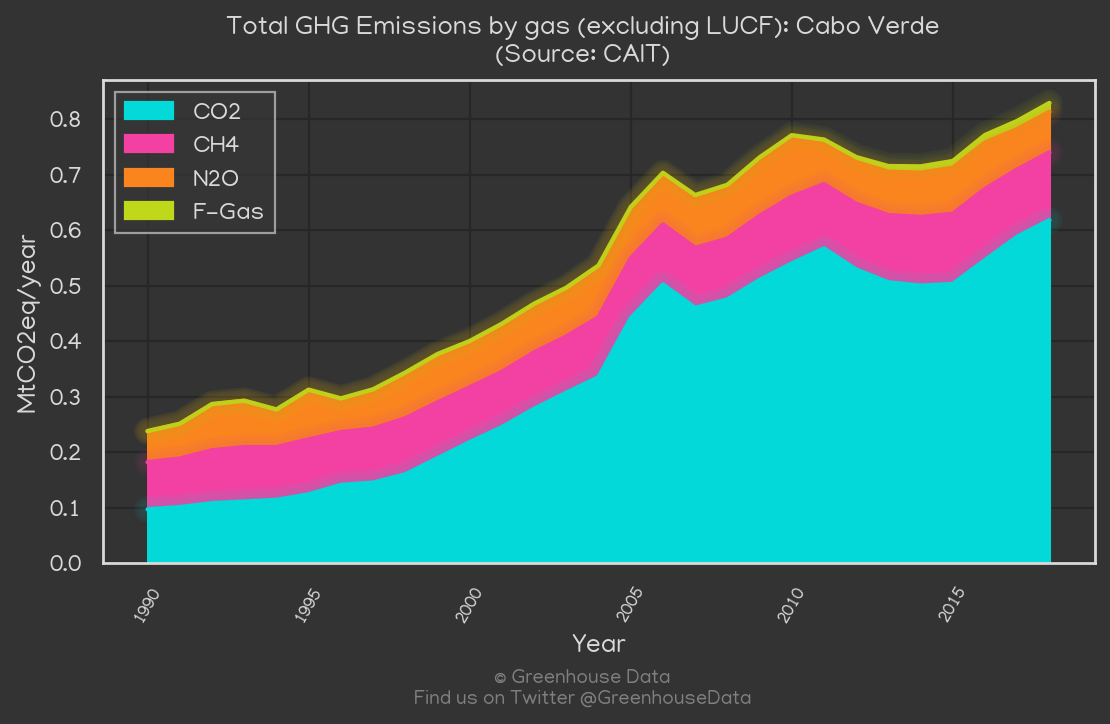 Total GHG Emissions by gas (excluding LUCF): Cabo Verde
(Source: CAIT)
CO2
CH4
N2O
F-Gas
MtCO2eq/year
0.8
0.7
0.6
0.5
0.4
0.3
0.2
0.1
0.0
1990
1995
2000
2005
2010
2015
Year
© Greenhouse Data
Find us on Twitter @GreenhouseData